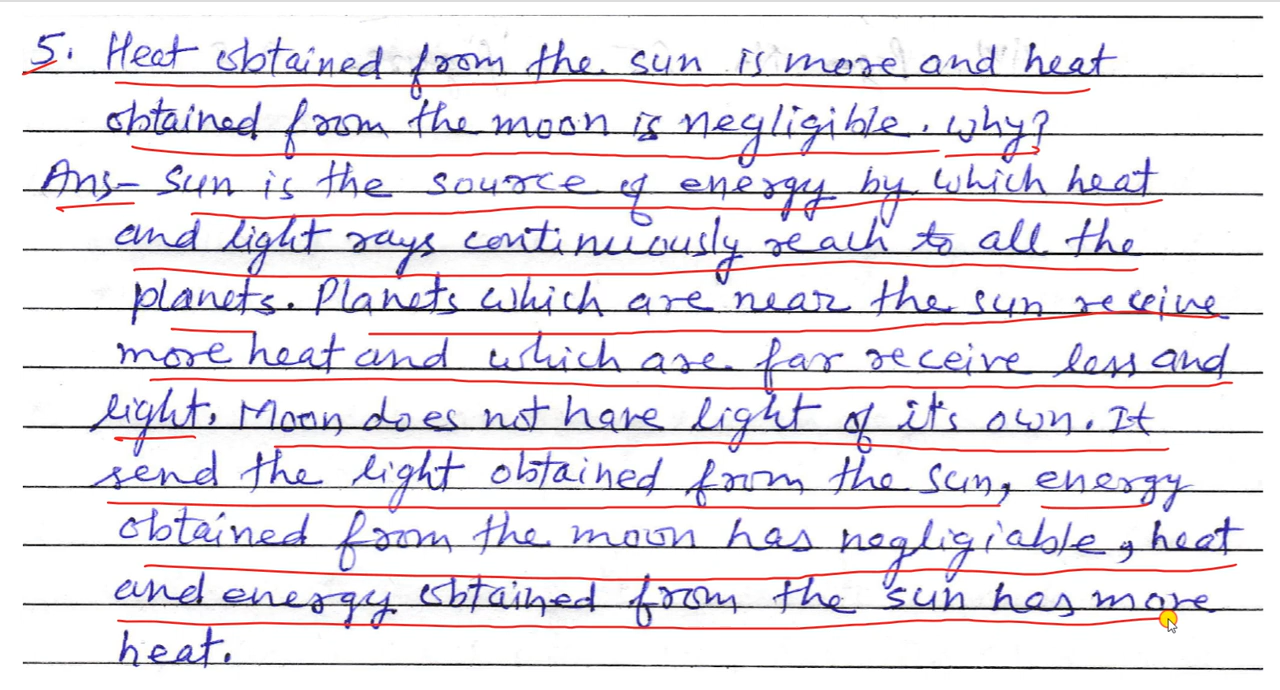 5. Heat obtained from the sun is more and heat
obtained from the moon is negligible. Why?
Ans- Sun is the source of energy by which heat
and light rays continuously reach to all the
planets. Planets which are near the sun receive
more heat and which are far receive less and
light. Moon does not have light of it's own. It
send the light obtained from the sun, energy
obtained from the moon has negligiable, heat
and energy obtained from the sun has more
heat.